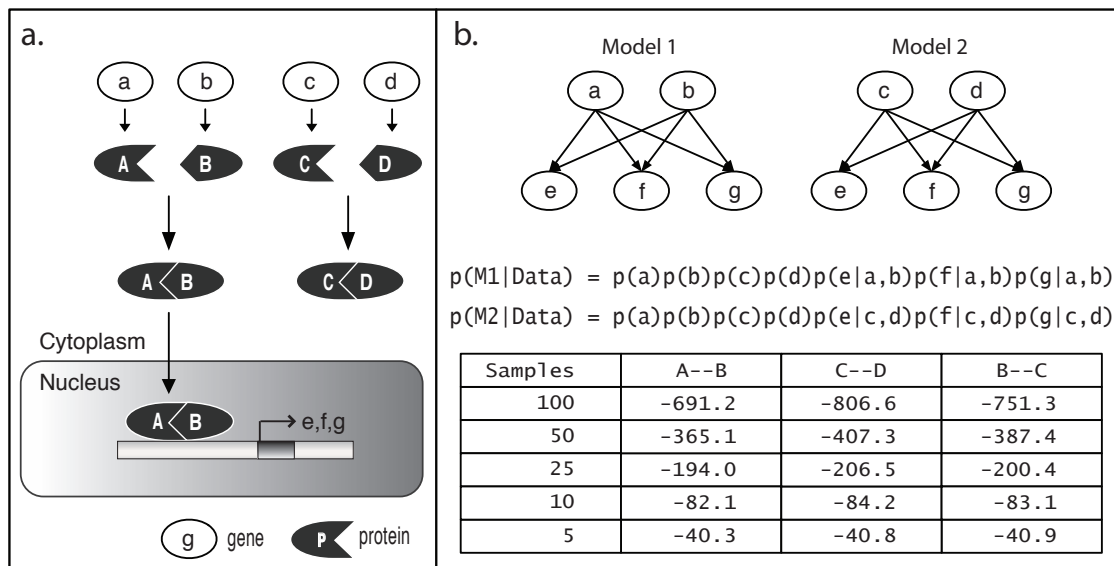 a.
a b c d
A B C D
A B C D
Cytoplasm
Nucleus
A B
e,f,g
g gene P protein
b.
Model 1 Model 2
a b c d
e f g e f g
p(M1|Data) = p(a)p(b)p(c)p(d)p(e|a,b)p(f|a,b)p(g|a,b)
p(M2|Data) = p(a)p(b)p(c)p(d)p(e|c,d)p(f|c,d)p(g|c,d)
Samples A--B C--D B--C
100 -691.2 -806.6 -751.3
50 -365.1 -407.3 -387.4
25 -194.0 -206.5 -200.4
10 -82.1 -84.2 -83.1
5 -40.3 -40.8 -40.9